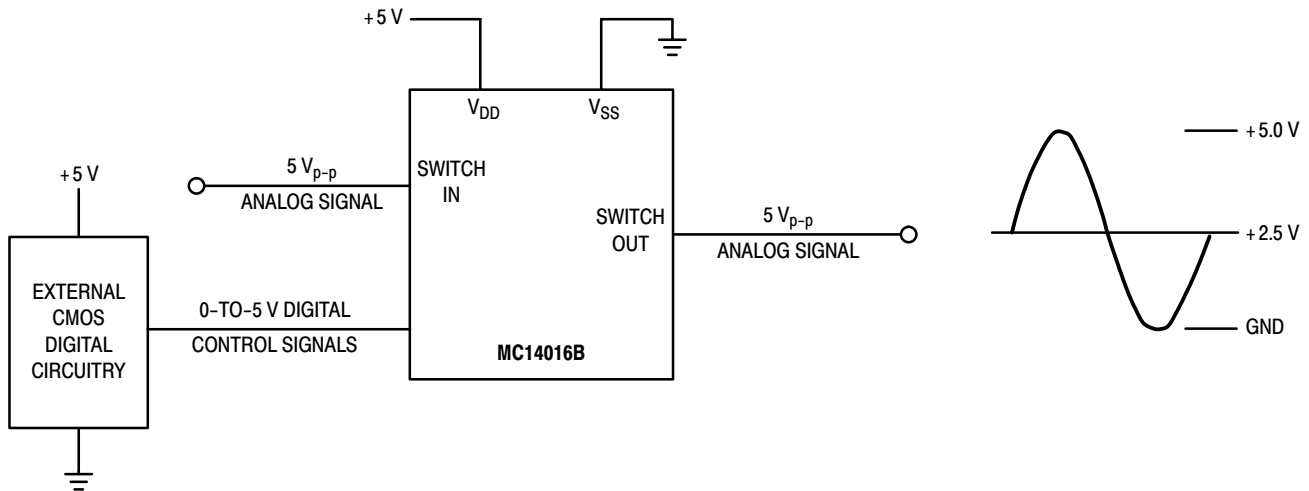 +5 V
V_DD
V_SS
+5 V
5 V_p-p
ANALOG SIGNAL
SWITCH
IN
SWITCH
OUT
5 V_p-p
ANALOG SIGNAL
EXTERNAL
CMOS
DIGITAL
CIRCUITRY
0-TO-5 V DIGITAL
CONTROL SIGNALS
MC14016B
+5.0 V
+2.5 V
GND